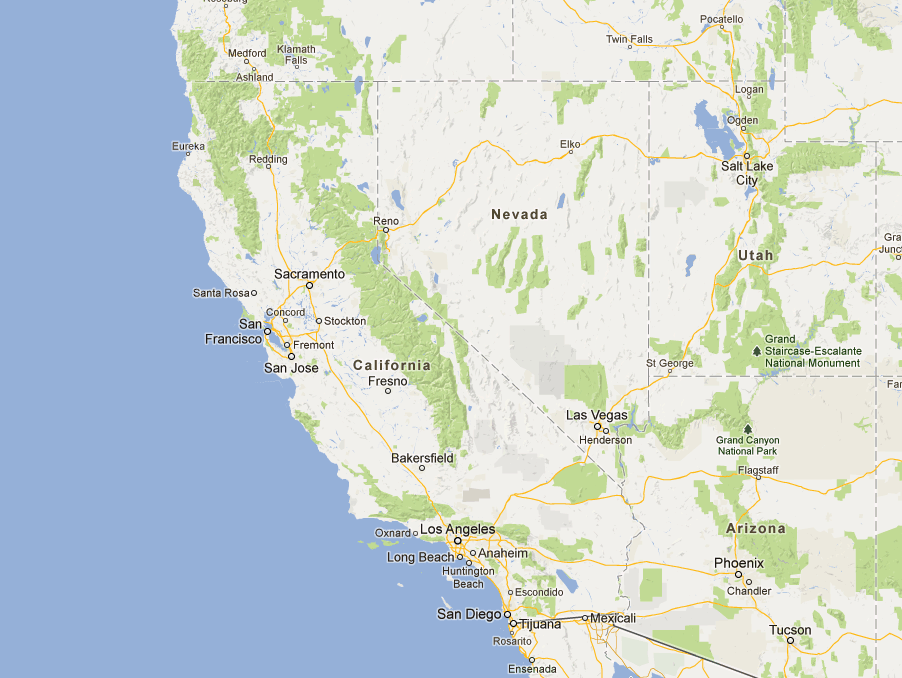 Roseburg
Pocatello
Twin Falls
Medford
Klamath
Falls
Ashland
Logan
Ogden
Eureka
Elko
Redding
Salt Lake
City
Nevada
Reno
Utah
Sacramento
Santa Rosa
Concord
Stockton
San
Francisco
Fremont
San Jose
Grand
Staircase-Escalante
National Monument
California
St George
Fresno
Las Vegas
Henderson
Grand Canyon
National Park
Bakersfield
Flagstaff
Oxnard
Los Angeles
Arizona
Long Beach
Anaheim
Huntington
Beach
Phoenix
Escondido
Chandler
San Diego
Tijuana
Mexicali
Rosarito
Tucson
Ensenada